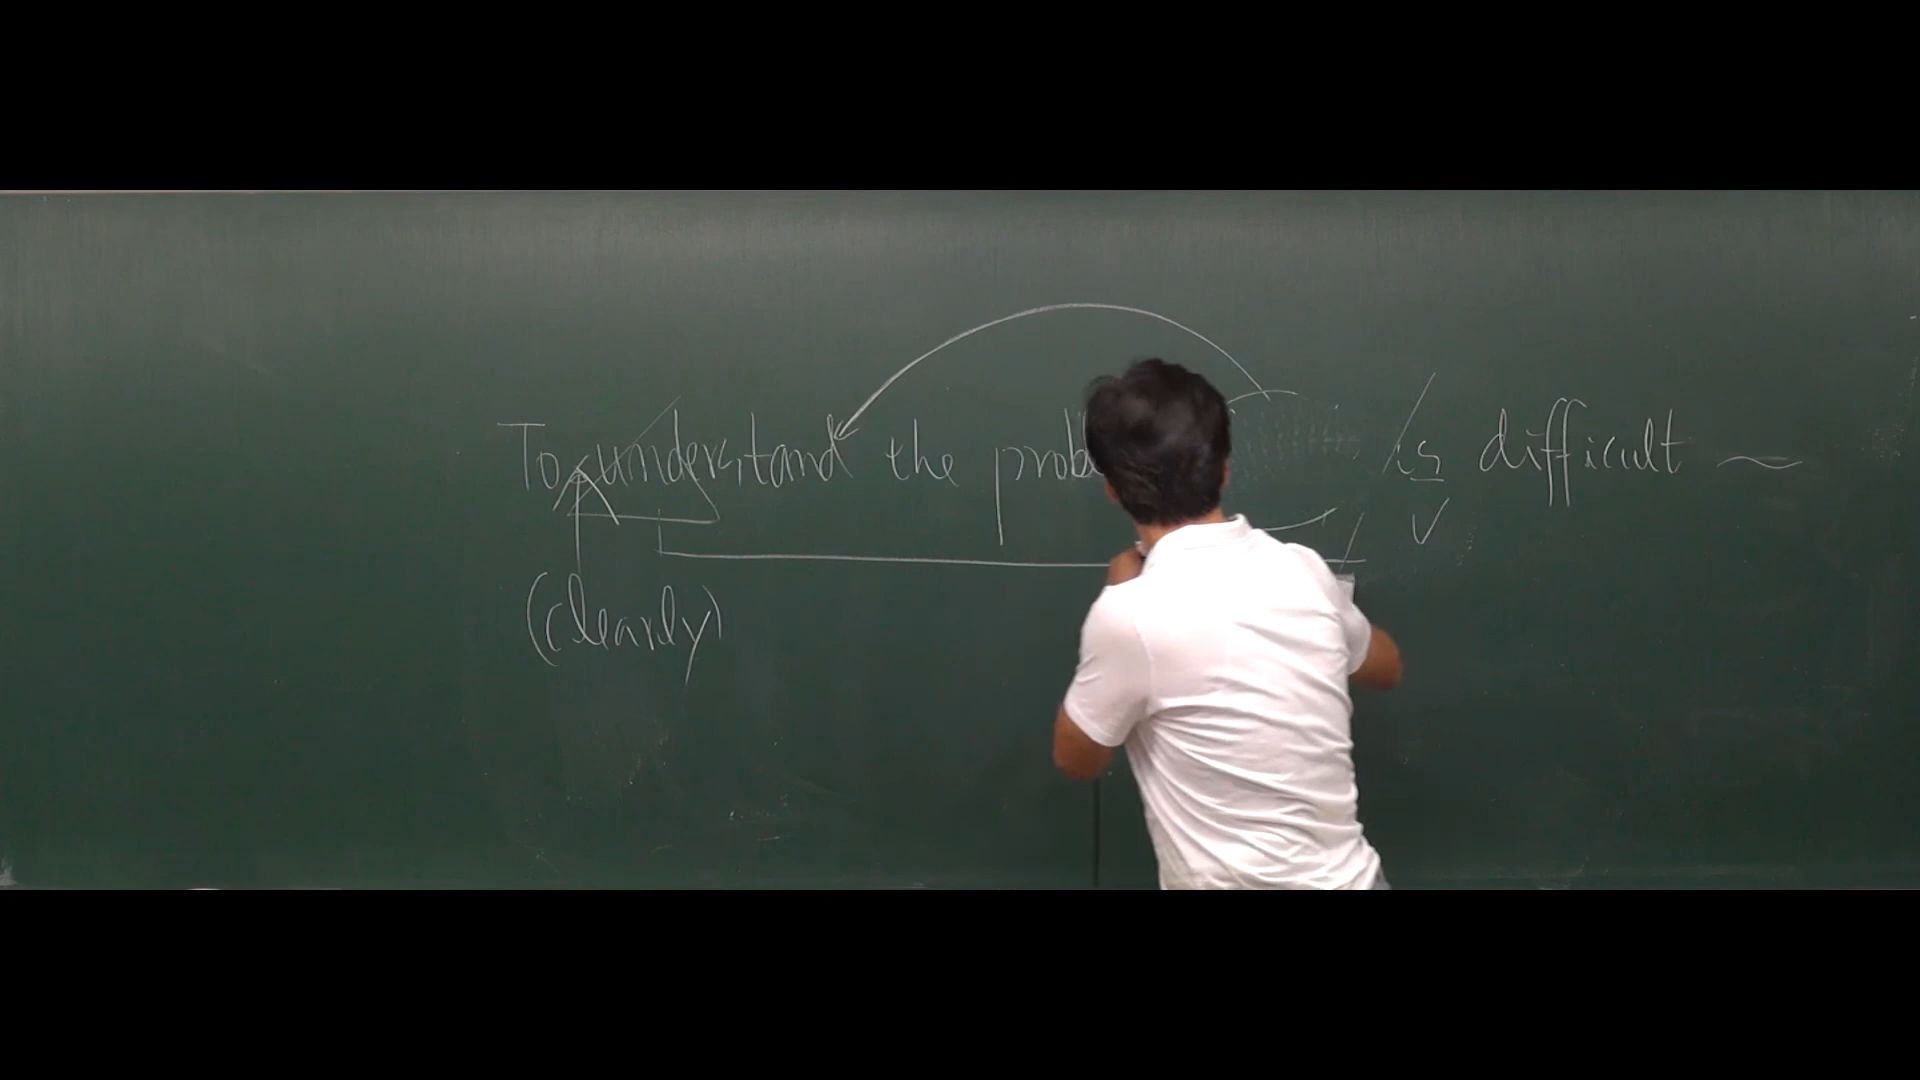 To understand the prob is difficult ~
V
(clearly)